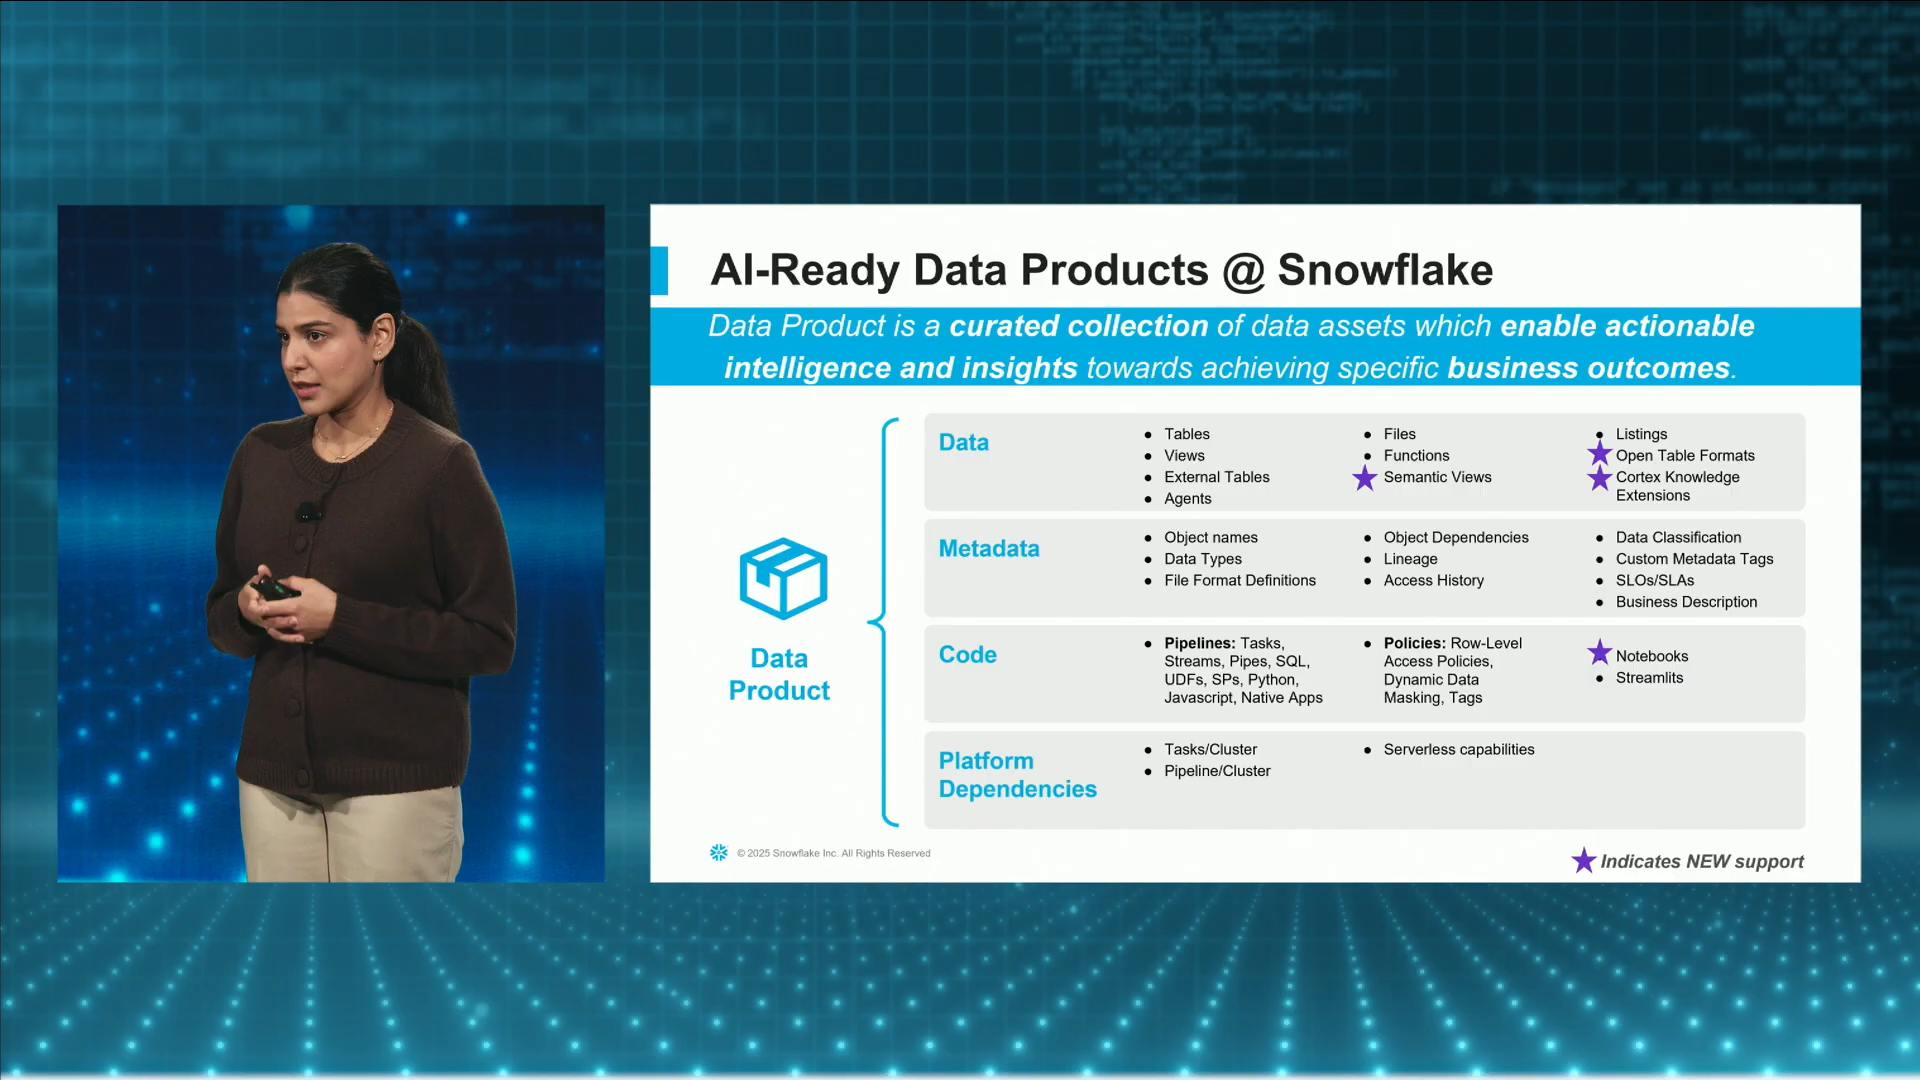 AI-Ready Data Products @ Snowflake
Data Product is a curated collection of data assets which enable actionable
intelligence and insights towards achieving specific business outcomes.
Data
Product
Data
Tables
Views
External Tables
Agents
Files
Functions
Semantic Views
Listings
Open Table Formats
Cortex Knowledge
Extensions
Metadata
Object names
Data Types
File Format Definitions
Object Dependencies
Lineage
Access History
Data Classification
Custom Metadata Tags
SLOs/SLAs
Business Description
Code
Pipelines: Tasks,
Streams, Pipes, SQL,
UDFs, SPs, Python,
Javascript, Native Apps
Policies: Row-Level
Access Policies,
Dynamic Data
Masking, Tags
Notebooks
Streamlits
Platform
Dependencies
Tasks/Cluster
Pipeline/Cluster
Serverless capabilities
© 2025 Snowflake Inc. All Rights Reserved
Indicates NEW support